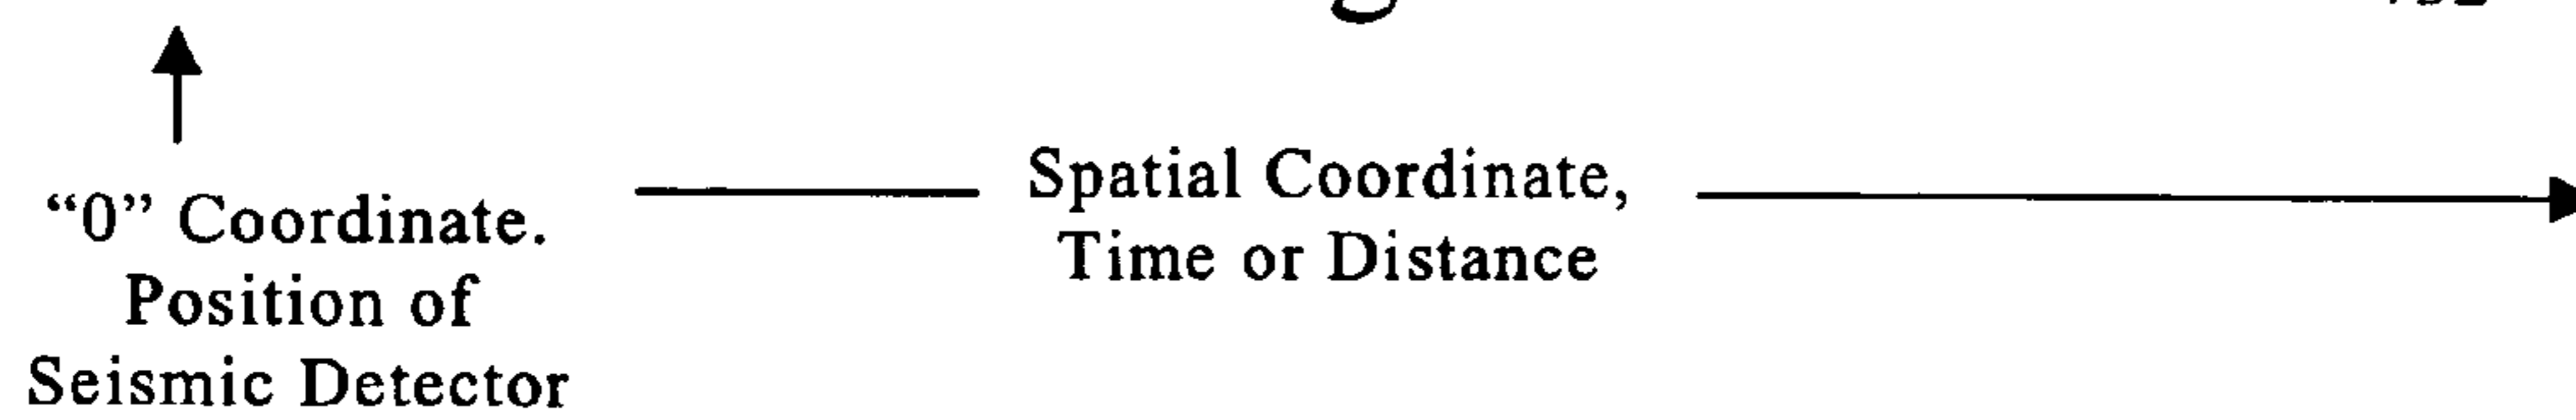 “0” Coordinate.
Position of
Seismic Detector
Spatial Coordinate,
Time or Distance